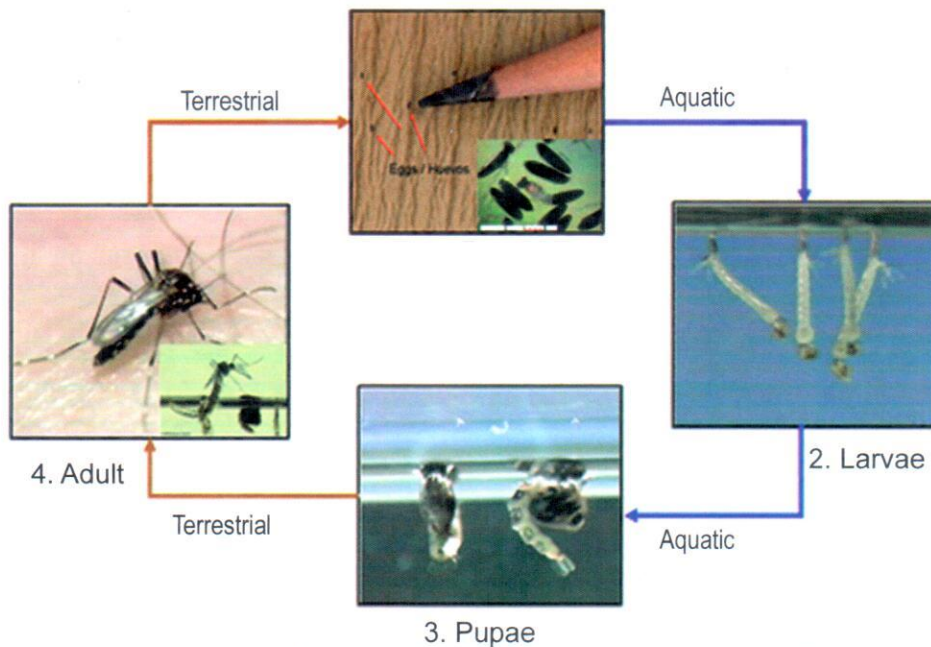 Terrestrial
Aquatic
Eggs / Huevos
4. Adult
2. Larvae
Terrestrial
Aquatic
3. Pupae